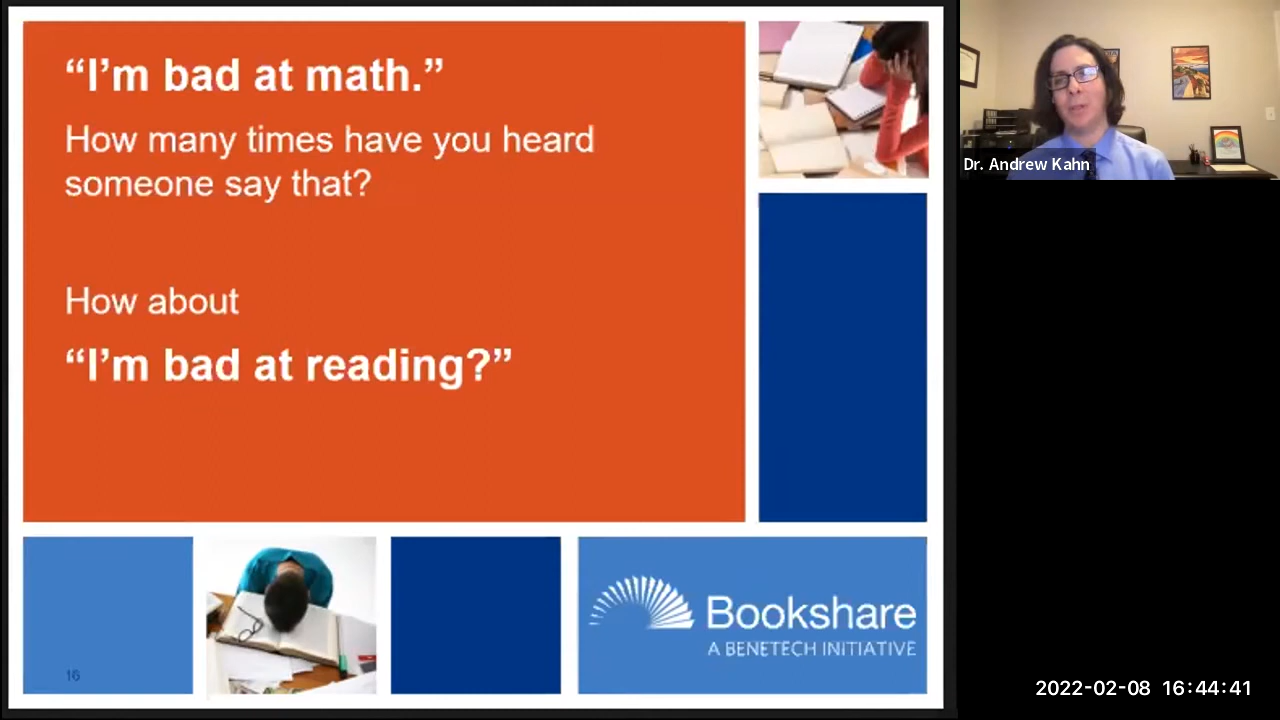 “I’m bad at math.”
How many times have you heard
someone say that?
How about
“I’m bad at reading?”
16
Bookshare
A BENETECH INITIATIVE
Dr. Andrew Kahn
2022-02-08 16:44:41